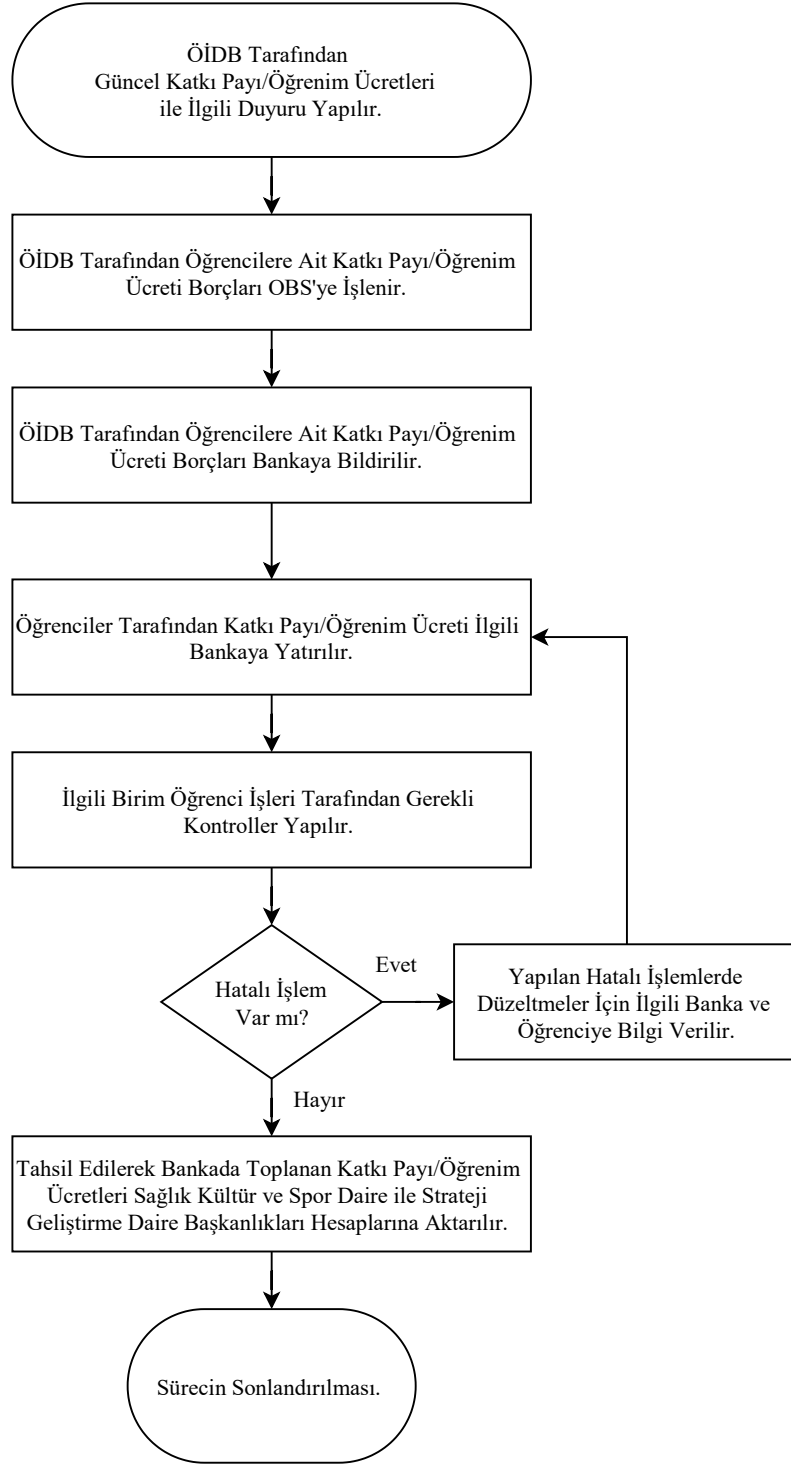 ÖİDB Tarafından
Güncel Katkı Payı/Öğrenim Ücretleri
ile İlgili Duyuru Yapılır.
ÖİDB Tarafından Öğrencilere Ait Katkı Payı/Öğrenim
Ücreti Borçları OBS'ye İşlenir.
ÖİDB Tarafından Öğrencilere Ait Katkı Payı/Öğrenim
Ücreti Borçları Bankaya Bildirilir.
Öğrenciler Tarafından Katkı Payı/Öğrenim Ücreti İlgili
Bankaya Yatırılır.
İlgili Birim Öğrenci İşleri Tarafından Gerekli
Kontroller Yapılır.
Hatalı İşlem
Var mı?
Evet
Yapılan Hatalı İşlemlerde
Düzeltmeler İçin İlgili Banka ve
Öğrenciye Bilgi Verilir.
Hayır
Tahsil Edilerek Bankada Toplanan Katkı Payı/Öğrenim
Ücretleri Sağlık Kültür ve Spor Daire ile Strateji
Geliştirme Daire Başkanlıkları Hesaplarına Aktarılır.
Sürecin Sonlandırılması.